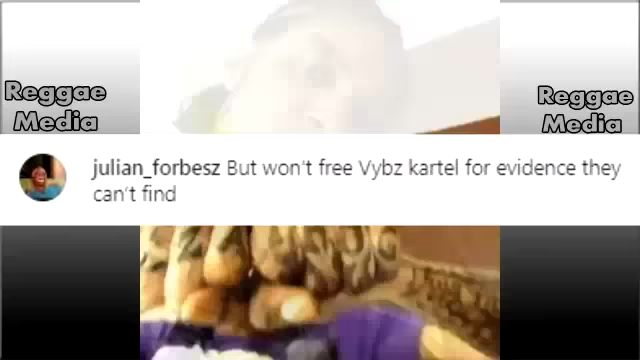 Reggae
Media
Reggae
Media
julian_forbesz But won't free Vybz kartel for evidence they
can't find